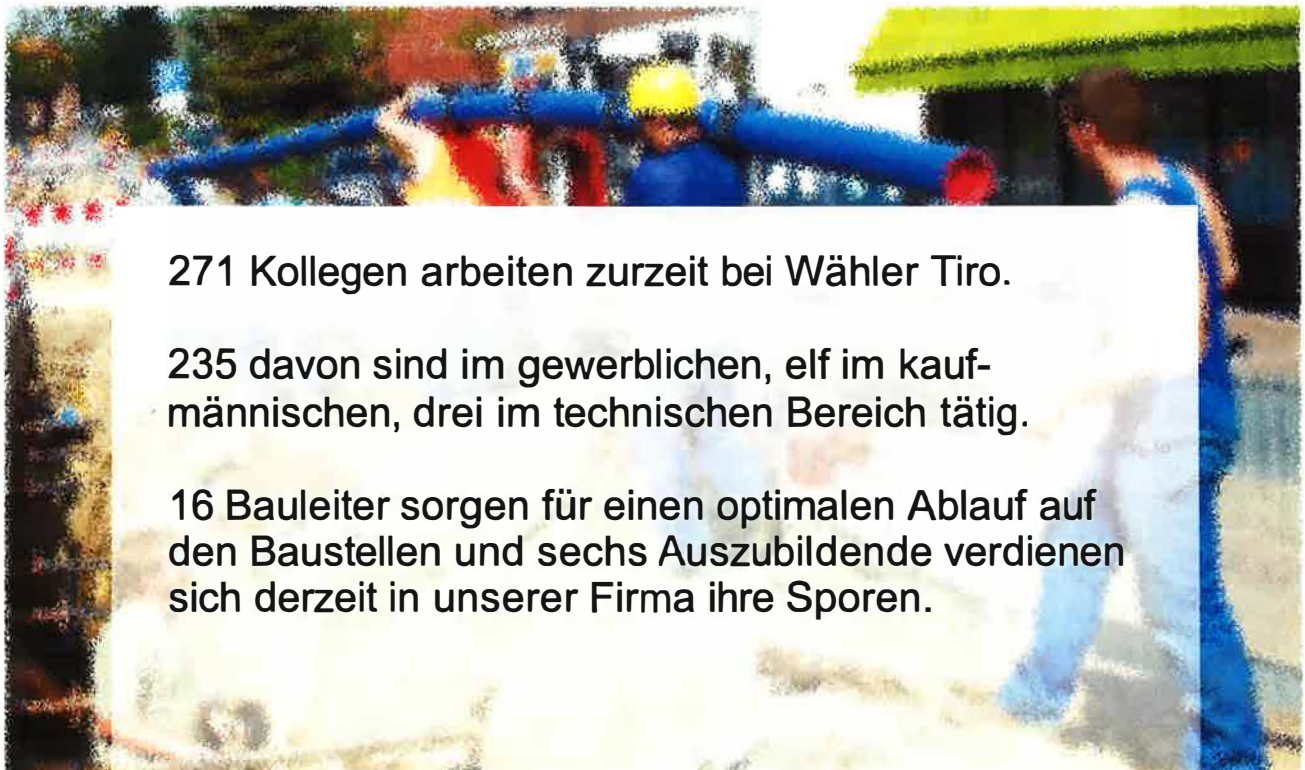 271 Kollegen arbeiten zurzeit bei Wähler Tiro.
235 davon sind im gewerblichen, elf im kauf-
männischen, drei im technischen Bereich tätig.
16 Bauleiter sorgen für einen optimalen Ablauf auf
den Baustellen und sechs Auszubildende verdienen
sich derzeit in unserer Firma ihre Sporen.